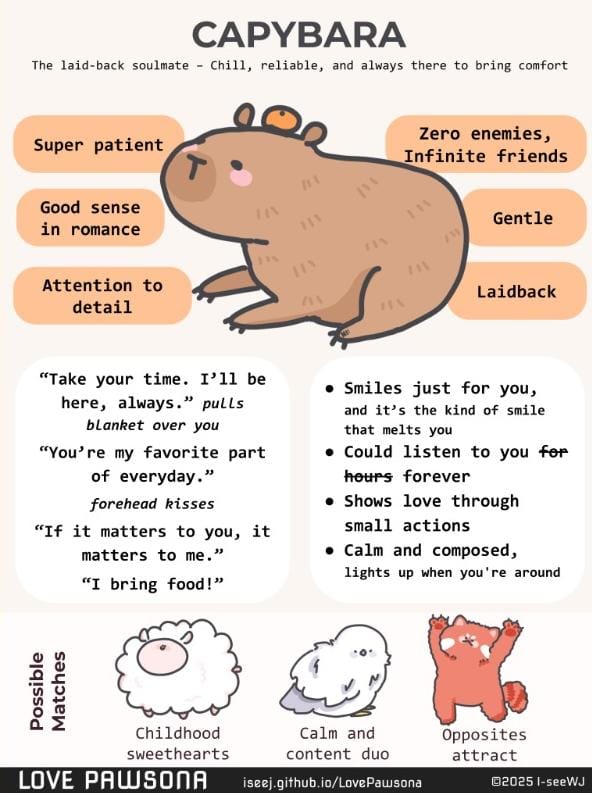 CAPYBARA
The laid-back soulmate – Chill, reliable, and always there to bring comfort
Super patient
Good sense
in romance
Attention to
detail
Zero enemies,
Infinite friends
Gentle
Laidback
“Take your time. I’ll be
here, always.” pulls
blanket over you
“You’re my favorite part
of everyday.”
forehead kisses
“If it matters to you, it
matters to me.”
“I bring food!”
● Smiles just for you,
and it’s the kind of smile
that melts you
● Could listen to you for
hours forever
● Shows love through
small actions
● Calm and composed,
lights up when you're around
Possible
Matches
Childhood
sweethearts
Calm and
content duo
Opposites
attract
LOVE PAWSONA
iseej.github.io/LovePawsona
©2025 I-seeWJ